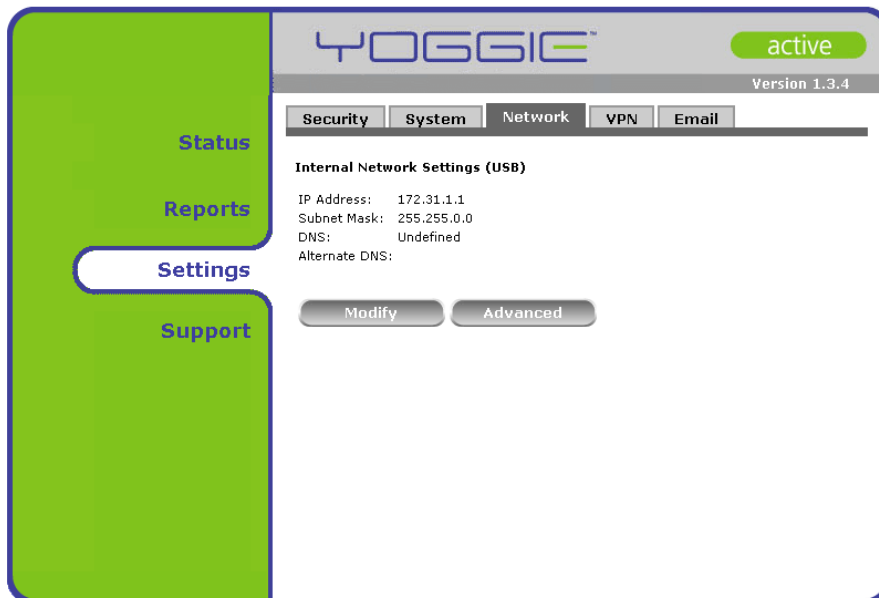 YOGGIE™
active
Version 1.3.4
Security System Network VPN Email
Status
Reports
Settings
Support
Internal Network Settings (USB)
IP Address: 172.31.1.1
Subnet Mask: 255.255.0.0
DNS: Undefined
Alternate DNS:
Modify Advanced